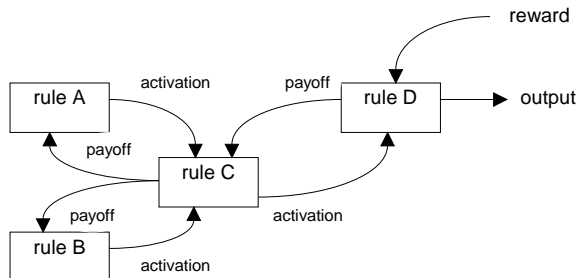 reward
activation
payoff
rule A
rule D
output
payoff
rule C
payoff
activation
rule B
activation